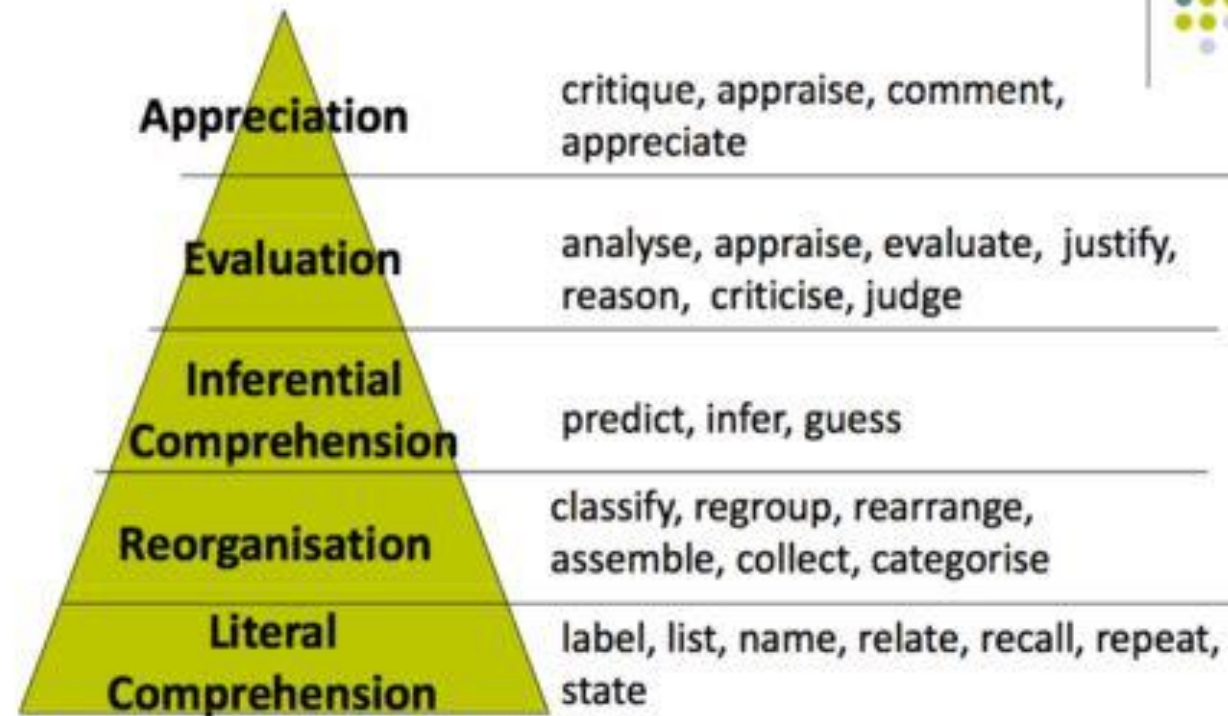 Appreciation
critique, appraise, comment,
appreciate
Evaluation
analyse, appraise, evaluate, justify,
reason, criticise, judge
Inferential
Comprehension
predict, infer, guess
Reorganisation
classify, regroup, rearrange,
assemble, collect, categorise
Literal
Comprehension
label, list, name, relate, recall, repeat,
state